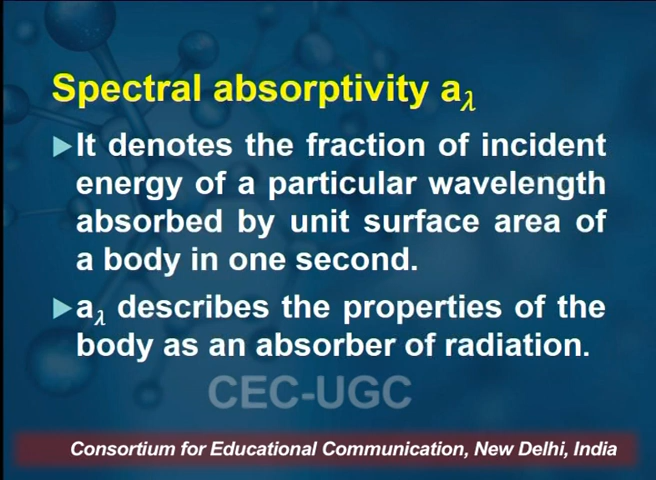 Spectral absorptivity aλ
It denotes the fraction of incident
energy of a particular wavelength
absorbed by unit surface area of
a body in one second.
aλ describes the properties of the
body as an absorber of radiation.
CEC-UGC
Consortium for Educational Communication, New Delhi, India